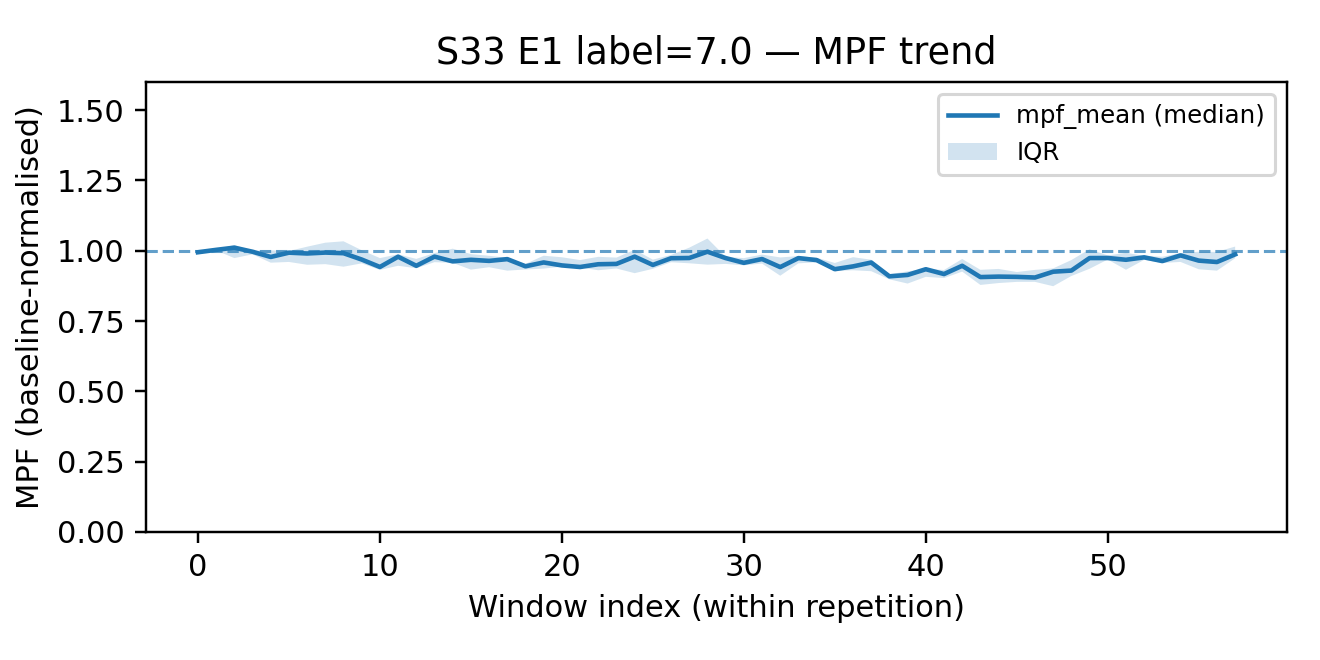 S33 E1 label=7.0 — MPF trend
MPF (baseline-normalised)
1.50
1.25
1.00
0.75
0.50
0.25
0.00
mpf_mean (median)
IQR
0 10 20 30 40 50
Window index (within repetition)